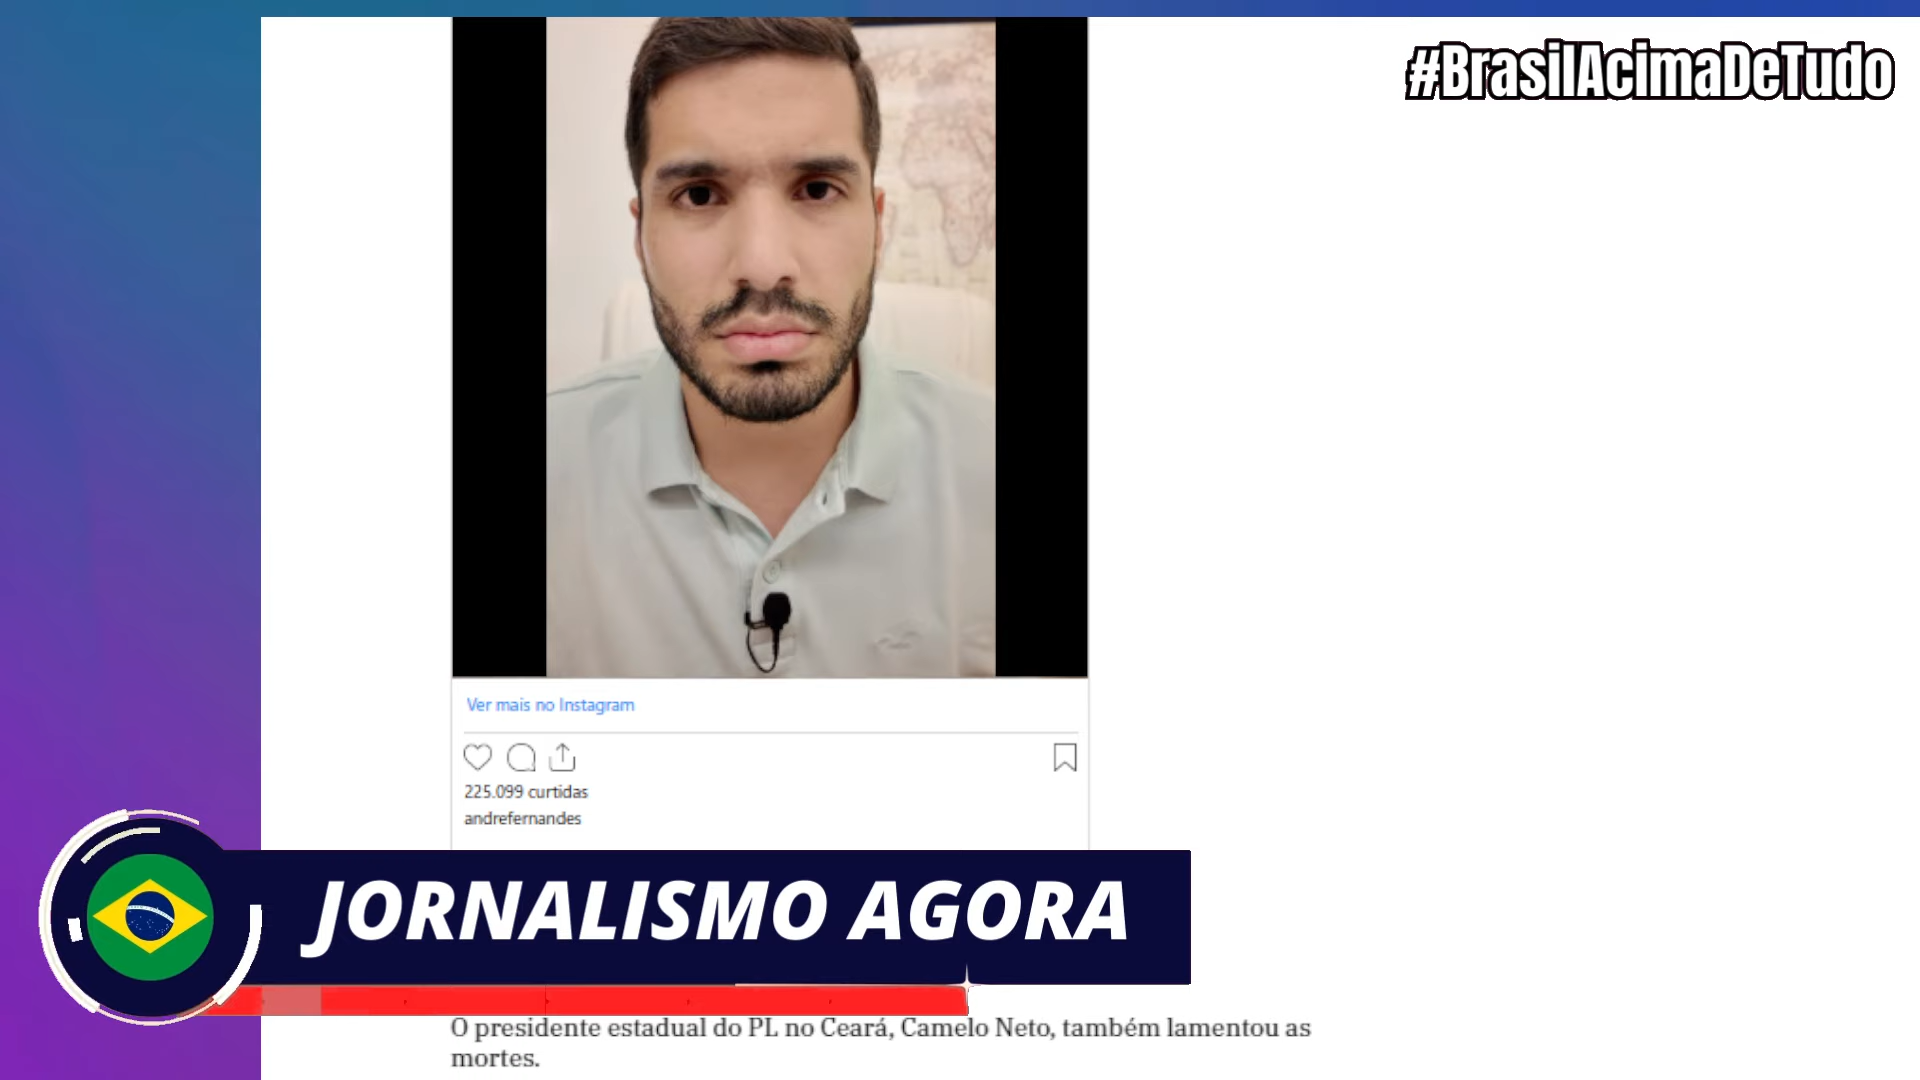 #BrasilAcimaDeTudo
Ver mais no Instagram
225.099 curtidas
andrefernandes
JORNALISMO AGORA
O presidente estadual do PL no Ceará, Camelo Neto, também lamentou as
mortes.